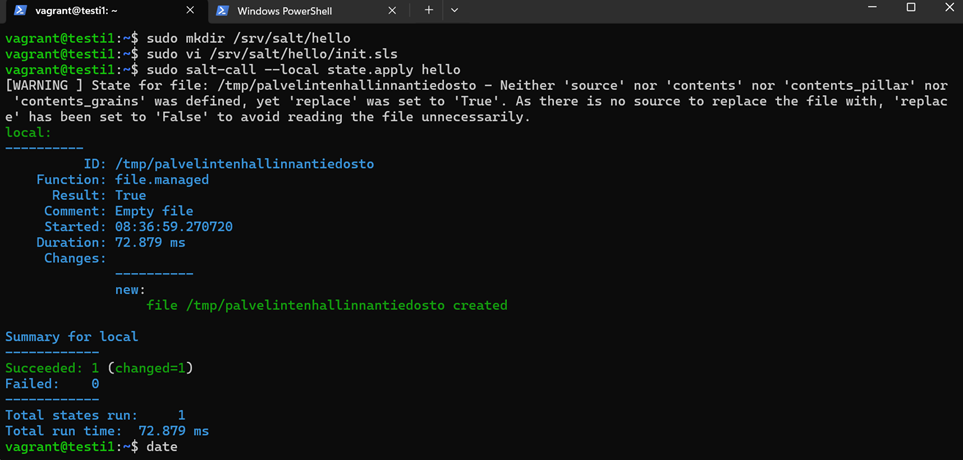 vagrant@testi1: ~ Windows PowerShell
vagrant@testi1:~$ sudo mkdir /srv/salt/hello
vagrant@testi1:~$ sudo vi /srv/salt/hello/init.sls
vagrant@testi1:~$ sudo salt-call --local state.apply hello
[WARNING ] State for file: /tmp/palvelintenhallinnantiedosto - Neither 'source' nor 'contents' nor 'contents_pillar' nor
 'contents_grains' was defined, yet 'replace' was set to 'True'. As there is no source to replace the file with, 'replac
e' has been set to 'False' to avoid reading the file unnecessarily.
local:
----------
          ID: /tmp/palvelintenhallinnantiedosto
    Function: file.managed
      Result: True
     Comment: Empty file
     Started: 08:36:59.270720
    Duration: 72.879 ms
     Changes:
              ----------
              new:
                  file /tmp/palvelintenhallinnantiedosto created
Summary for local
------------
Succeeded: 1 (changed=1)
Failed:    0
------------
Total states run:     1
Total run time:  72.879 ms
vagrant@testi1:~$ date